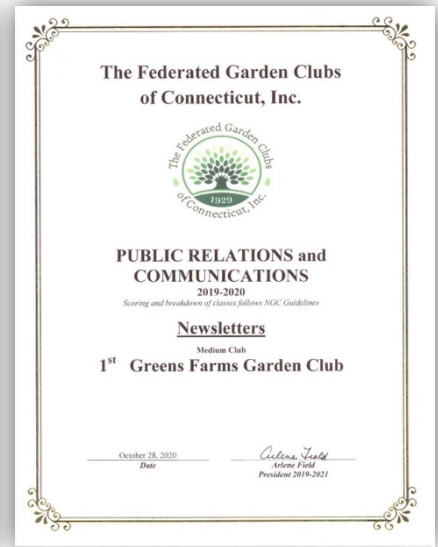 The Federated Garden Clubs
of Connecticut, Inc.
The Federated Garden Clubs
1929
of Connecticut, Inc.
PUBLIC RELATIONS and
COMMUNICATIONS
2019-2020
Scoring and breakdown of classes follows NGC Guidelines
Newsletters
Medium Club
1st Greens Farms Garden Club
October 28, 2020
Date
Arlene Field
Arlene Field
President 2019-2021